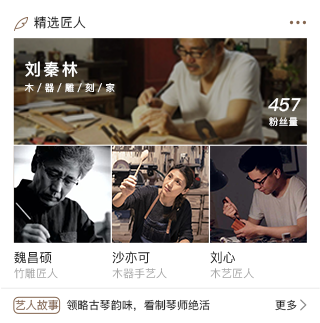 精选匠人
刘秦林
木/器/雕/刻/家
457
粉丝量
魏昌硕
竹雕匠人
沙亦可
木器手艺人
刘心
木艺匠人
艺人故事 领略古琴韵味，看制琴师绝活 更多